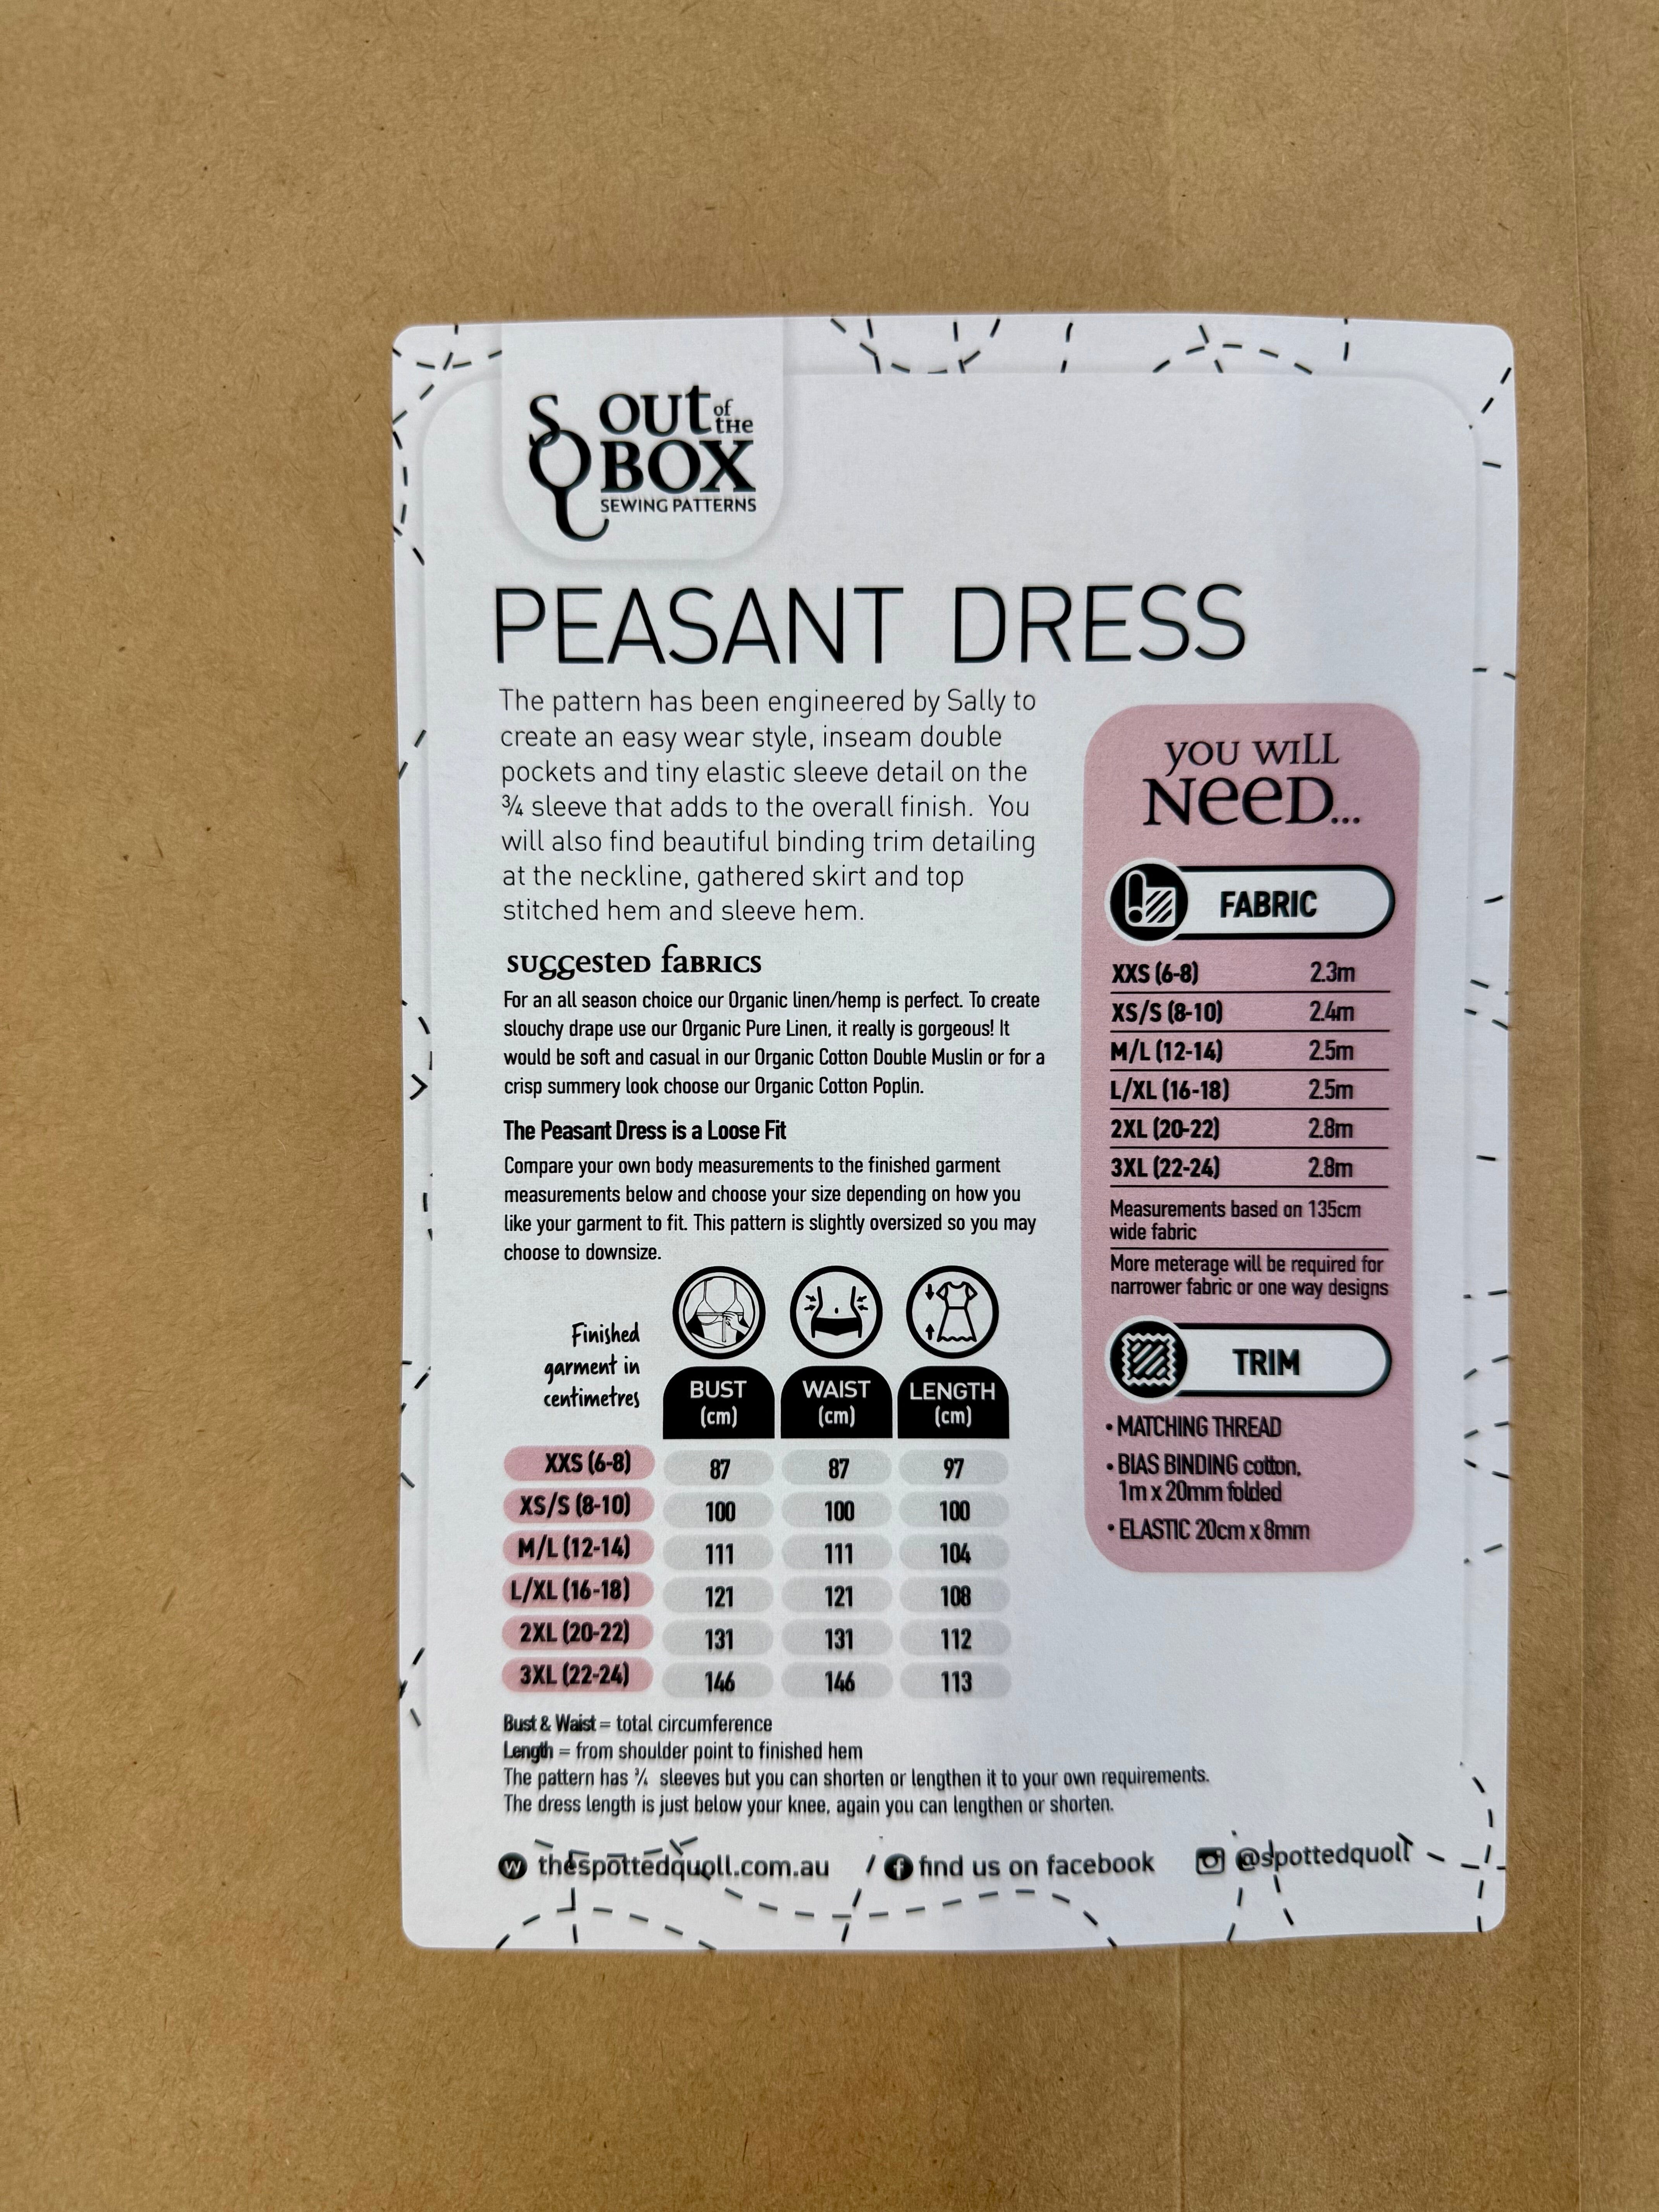 SQ OUT of THE BOX
SEWING PATTERNS
PEASANT DRESS
The pattern has been engineered by Sally to
create an easy wear style, inseam double
pockets and tiny elastic sleeve detail on the
¾ sleeve that adds to the overall finish. You
will also find beautiful binding trim detailing
at the neckline, gathered skirt and top
stitched hem and sleeve hem.
suggested fabrics
For an all season choice our Organic linen/hemp is perfect. To create
slouchy drape use our Organic Pure Linen, it really is gorgeous! It
would be soft and casual in our Organic Cotton Double Muslin or for a
crisp summery look choose our Organic Cotton Poplin.
The Peasant Dress is a Loose Fit
Compare your own body measurements to the finished garment
measurements below and choose your size depending on how you
like your garment to fit. This pattern is slightly oversized so you may
choose to downsize.
Finished
garment in
centimetres
BUST (cm) WAIST (cm) LENGTH (cm)
XXS (6-8) 87 87 97
XS/S (8-10) 100 100 100
M/L (12-14) 111 111 104
L/XL (16-18) 121 121 108
2XL (20-22) 131 131 112
3XL (22-24) 146 146 113
Bust & Waist = total circumference
Length = from shoulder point to finished hem
The pattern has ¾ sleeves but you can shorten or lengthen it to your own requirements.
The dress length is just below your knee, again you can lengthen or shorten.
YOU WILL
NEED...
FABRIC
XXS (6-8) 2.3m
XS/S (8-10) 2.4m
M/L (12-14) 2.5m
L/XL (16-18) 2.5m
2XL (20-22) 2.8m
3XL (22-24) 2.8m
Measurements based on 135cm
wide fabric
More meterage will be required for
narrower fabric or one way designs
TRIM
• MATCHING THREAD
• BIAS BINDING cotton,
1m x 20mm folded
• ELASTIC 20cm x 8mm
thespottedquoll.com.au find us on facebook @spottedquoll